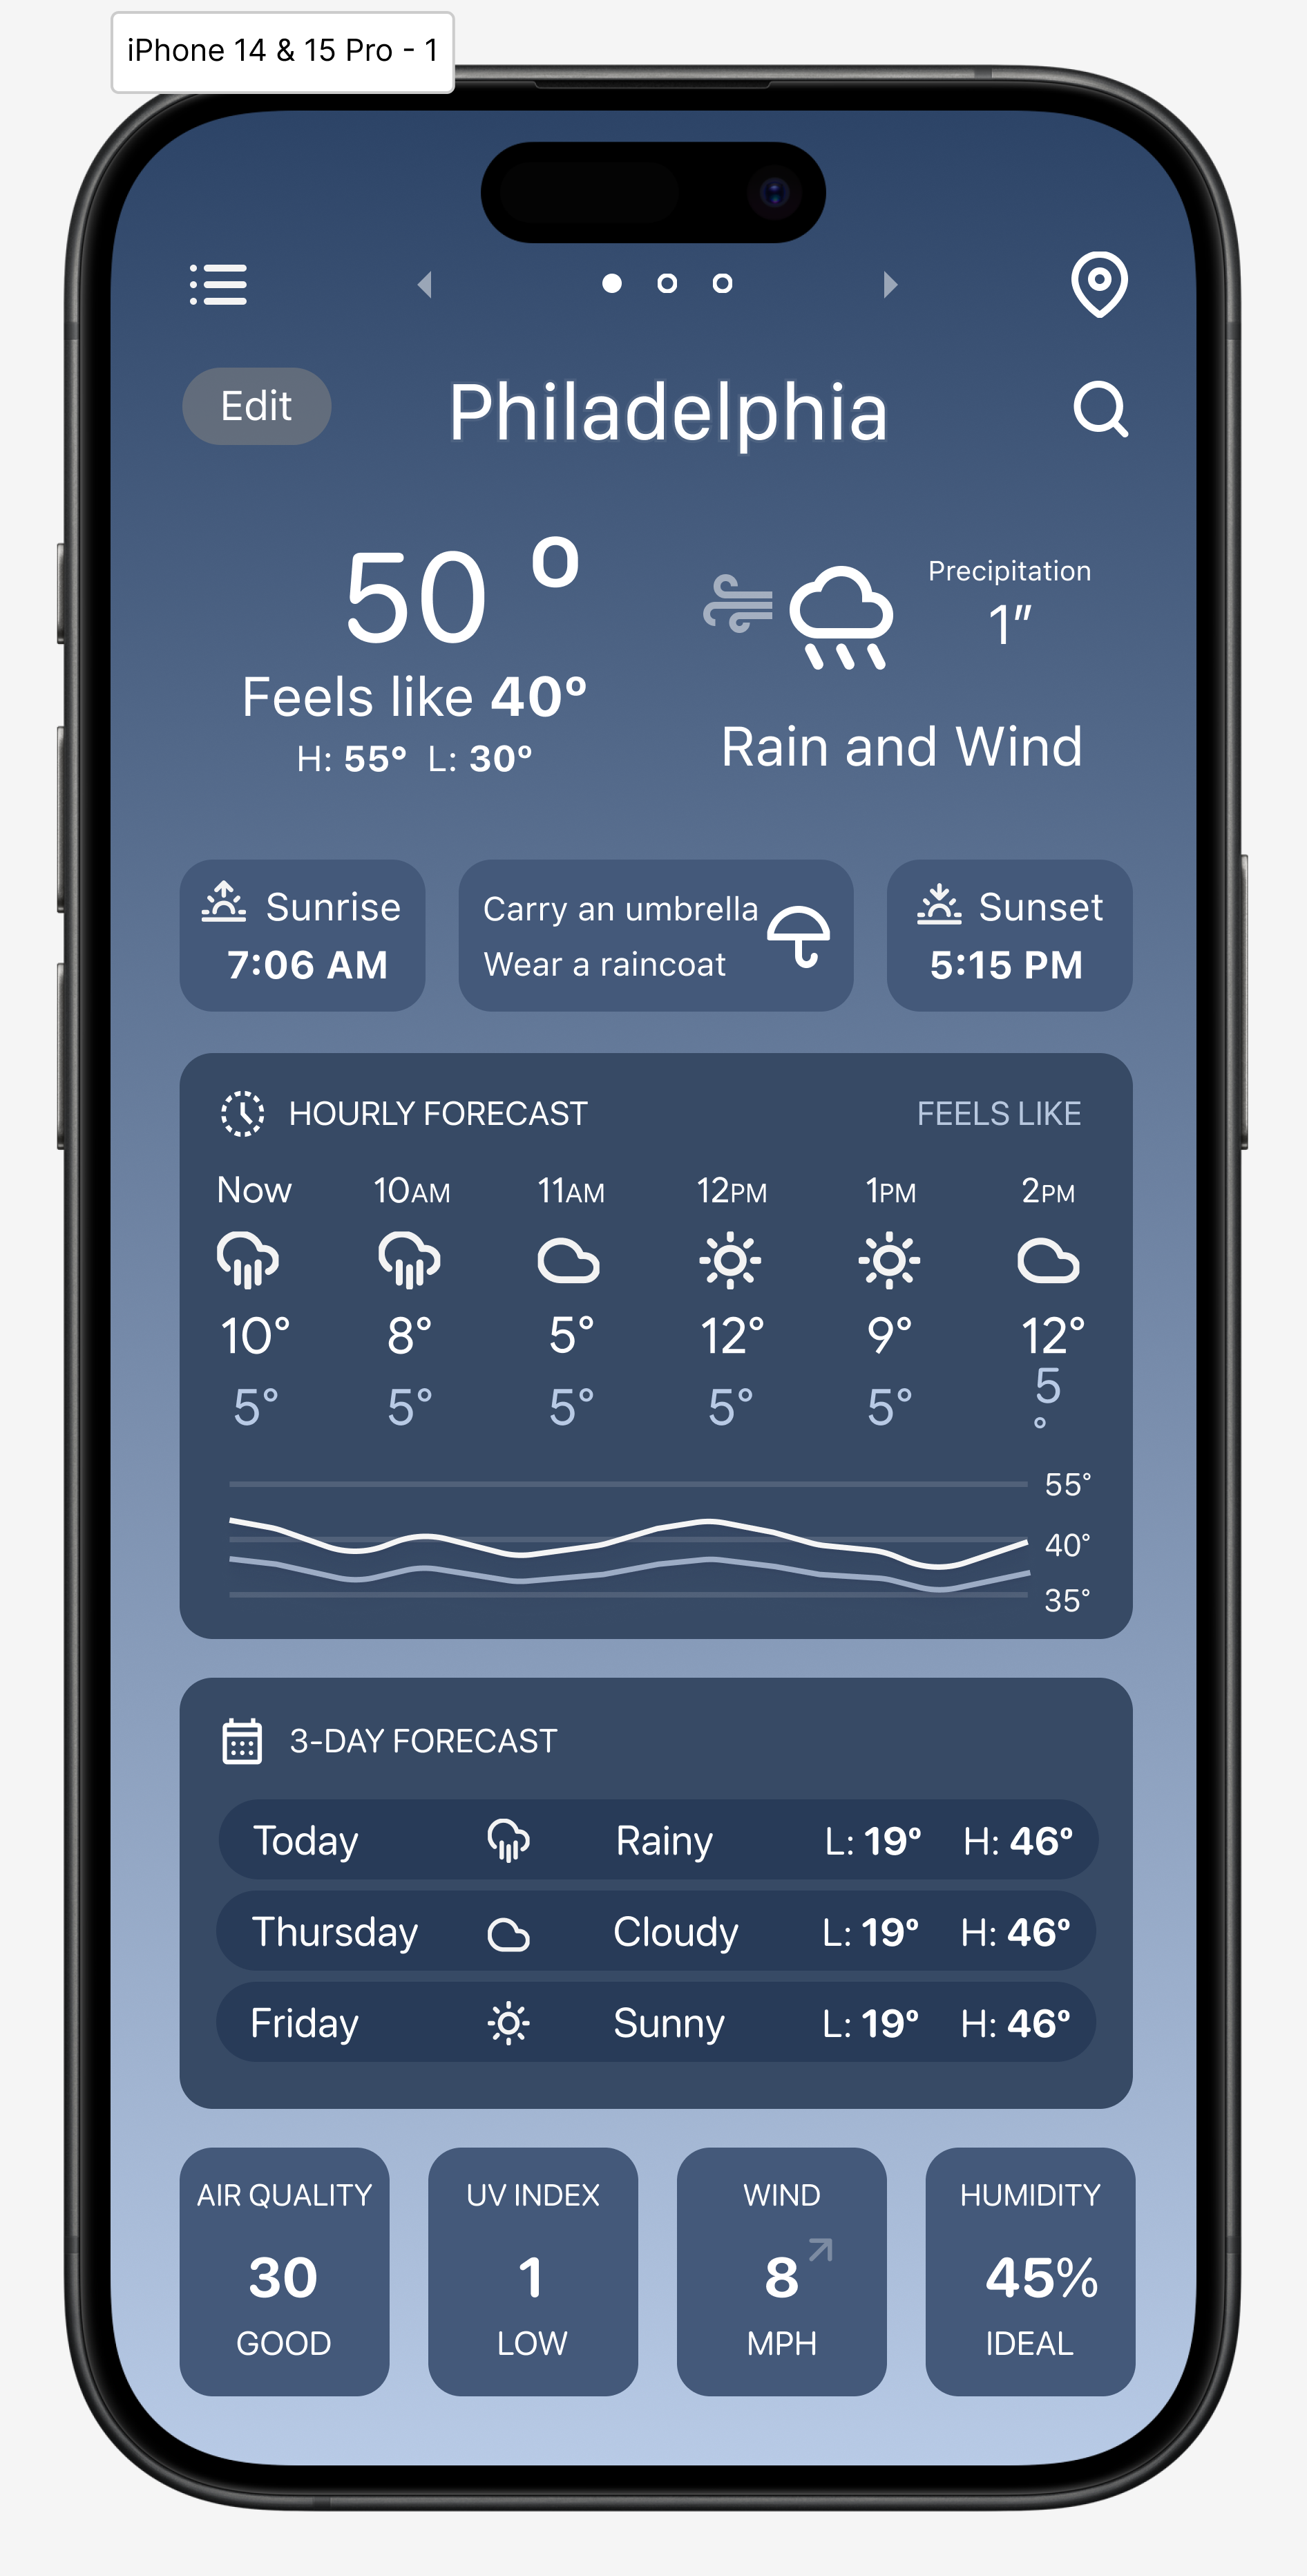 iPhone 14 & 15 Pro - 1
Edit
Philadelphia
50 °
Feels like 40°
H: 55° L: 30°
Precipitation
1"
Rain and Wind
Sunrise
7:06 AM
Carry an umbrella
Wear a raincoat
Sunset
5:15 PM
HOURLY FORECAST FEELS LIKE
Now 10AM 11AM 12PM 1PM 2PM
10° 8° 5° 12° 9° 12°
5° 5° 5° 5° 5° 5
°
55°
40°
35°
3-DAY FORECAST
Today Rainy L: 19° H: 46°
Thursday Cloudy L: 19° H: 46°
Friday Sunny L: 19° H: 46°
AIR QUALITY
30
GOOD
UV INDEX
1
LOW
WIND
8
MPH
HUMIDITY
45%
IDEAL